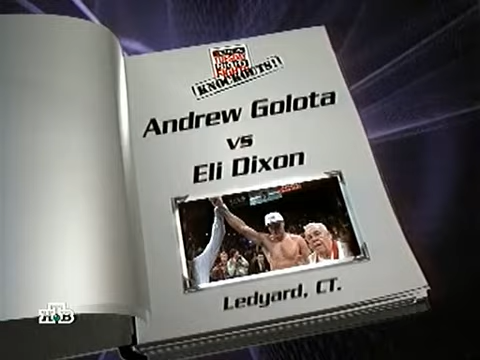 KNOCKOUTS!
Andrew Golota
vs
Eli Dixon
Ledyard, CT.
НТВ